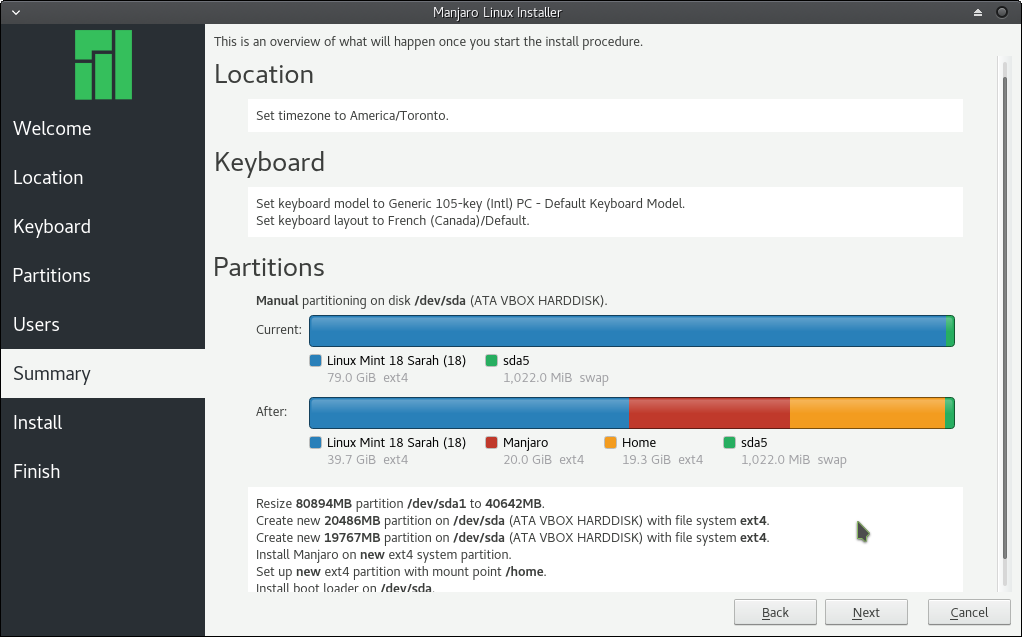 Manjaro Linux Installer
Welcome
Location
Keyboard
Partitions
Users
Summary
Install
Finish
This is an overview of what will happen once you start the install procedure.
Location
Set timezone to America/Toronto.
Keyboard
Set keyboard model to Generic 105-key (Intl) PC - Default Keyboard Model.
Set keyboard layout to French (Canada)/Default.
Partitions
Manual partitioning on disk /dev/sda (ATA VBOX HARDDISK).
Current:
Linux Mint 18 Sarah (18) sda5
79.0 GiB ext4 1,022.0 MiB swap
After:
Linux Mint 18 Sarah (18) Manjaro Home sda5
39.7 GiB ext4 20.0 GiB ext4 19.3 GiB ext4 1,022.0 MiB swap
Resize 80894MB partition /dev/sda1 to 40642MB.
Create new 20486MB partition on /dev/sda (ATA VBOX HARDDISK) with file system ext4.
Create new 19767MB partition on /dev/sda (ATA VBOX HARDDISK) with file system ext4.
Install Manjaro on new ext4 system partition.
Set up new ext4 partition with mount point /home.
Install boot loader on /dev/sda.
Back Next Cancel